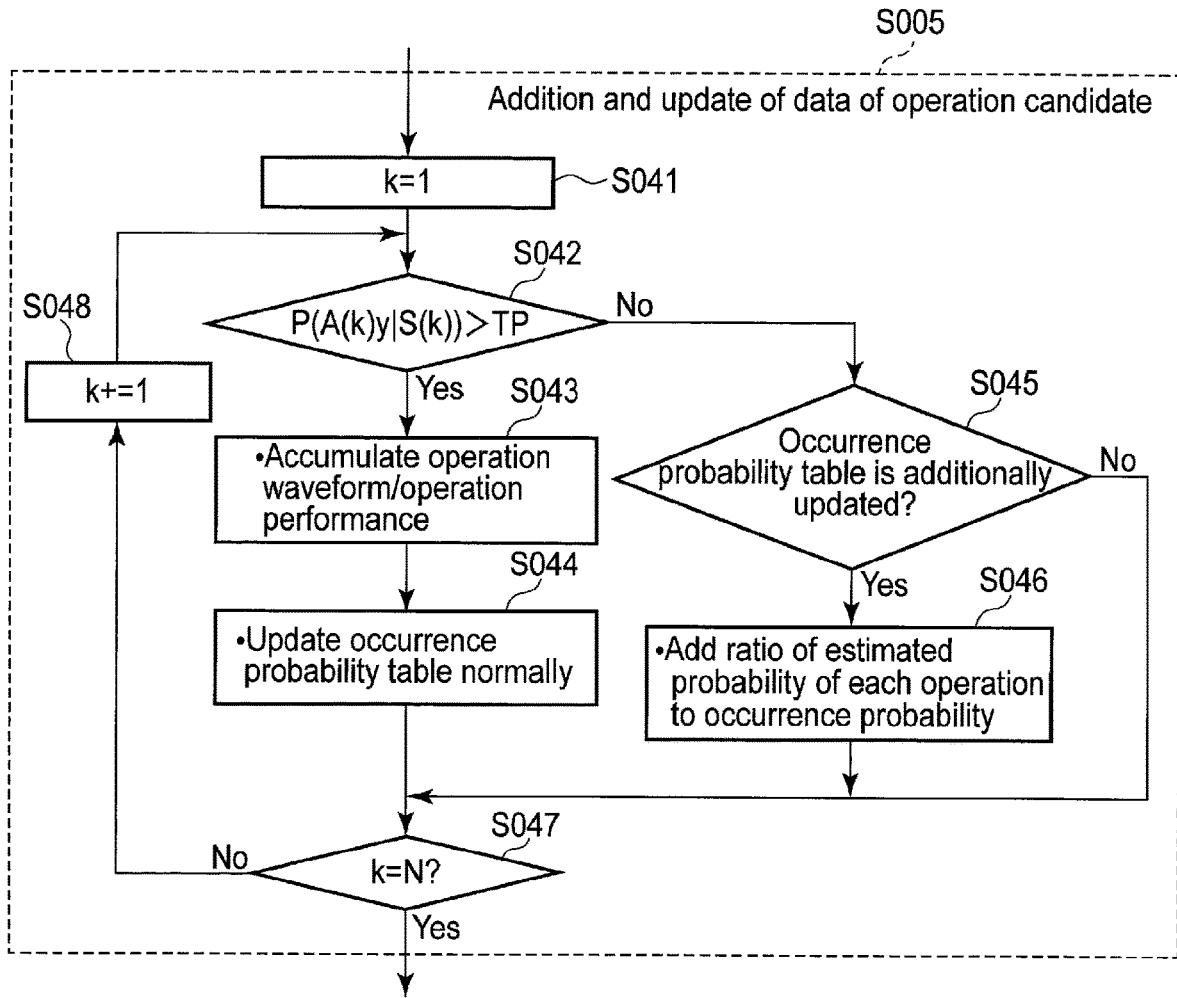 S005
Addition and update of data of operation candidate
k=1
S041
S042
P(A(k)y|S(k))>TP
No
Yes
S048
k+=1
S043
•Accumulate operation
waveform/operation
performance
S045
Occurrence
probability table is additionally
updated?
No
Yes
S044
•Update occurrence
probability table normally
S046
•Add ratio of estimated
probability of each operation
to occurrence probability
S047
k=N?
No
Yes